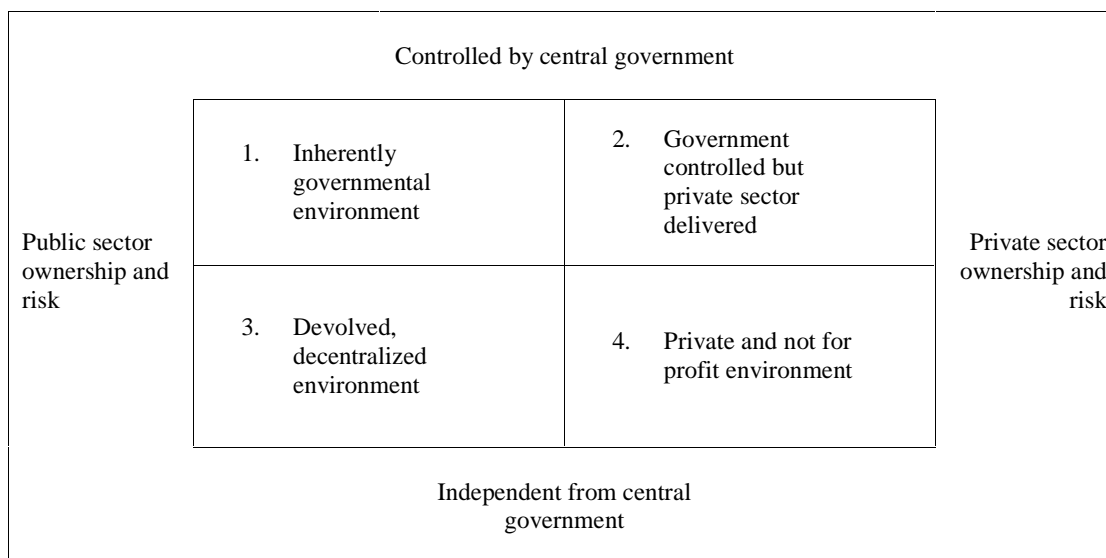 Controlled by central government
1. Inherently
governmental
environment
2. Government
controlled but
private sector
delivered
Public sector
ownership and
risk
Private sector
ownership and
risk
3. Devolved,
decentralized
environment
4. Private and not for
profit environment
Independent from central
government